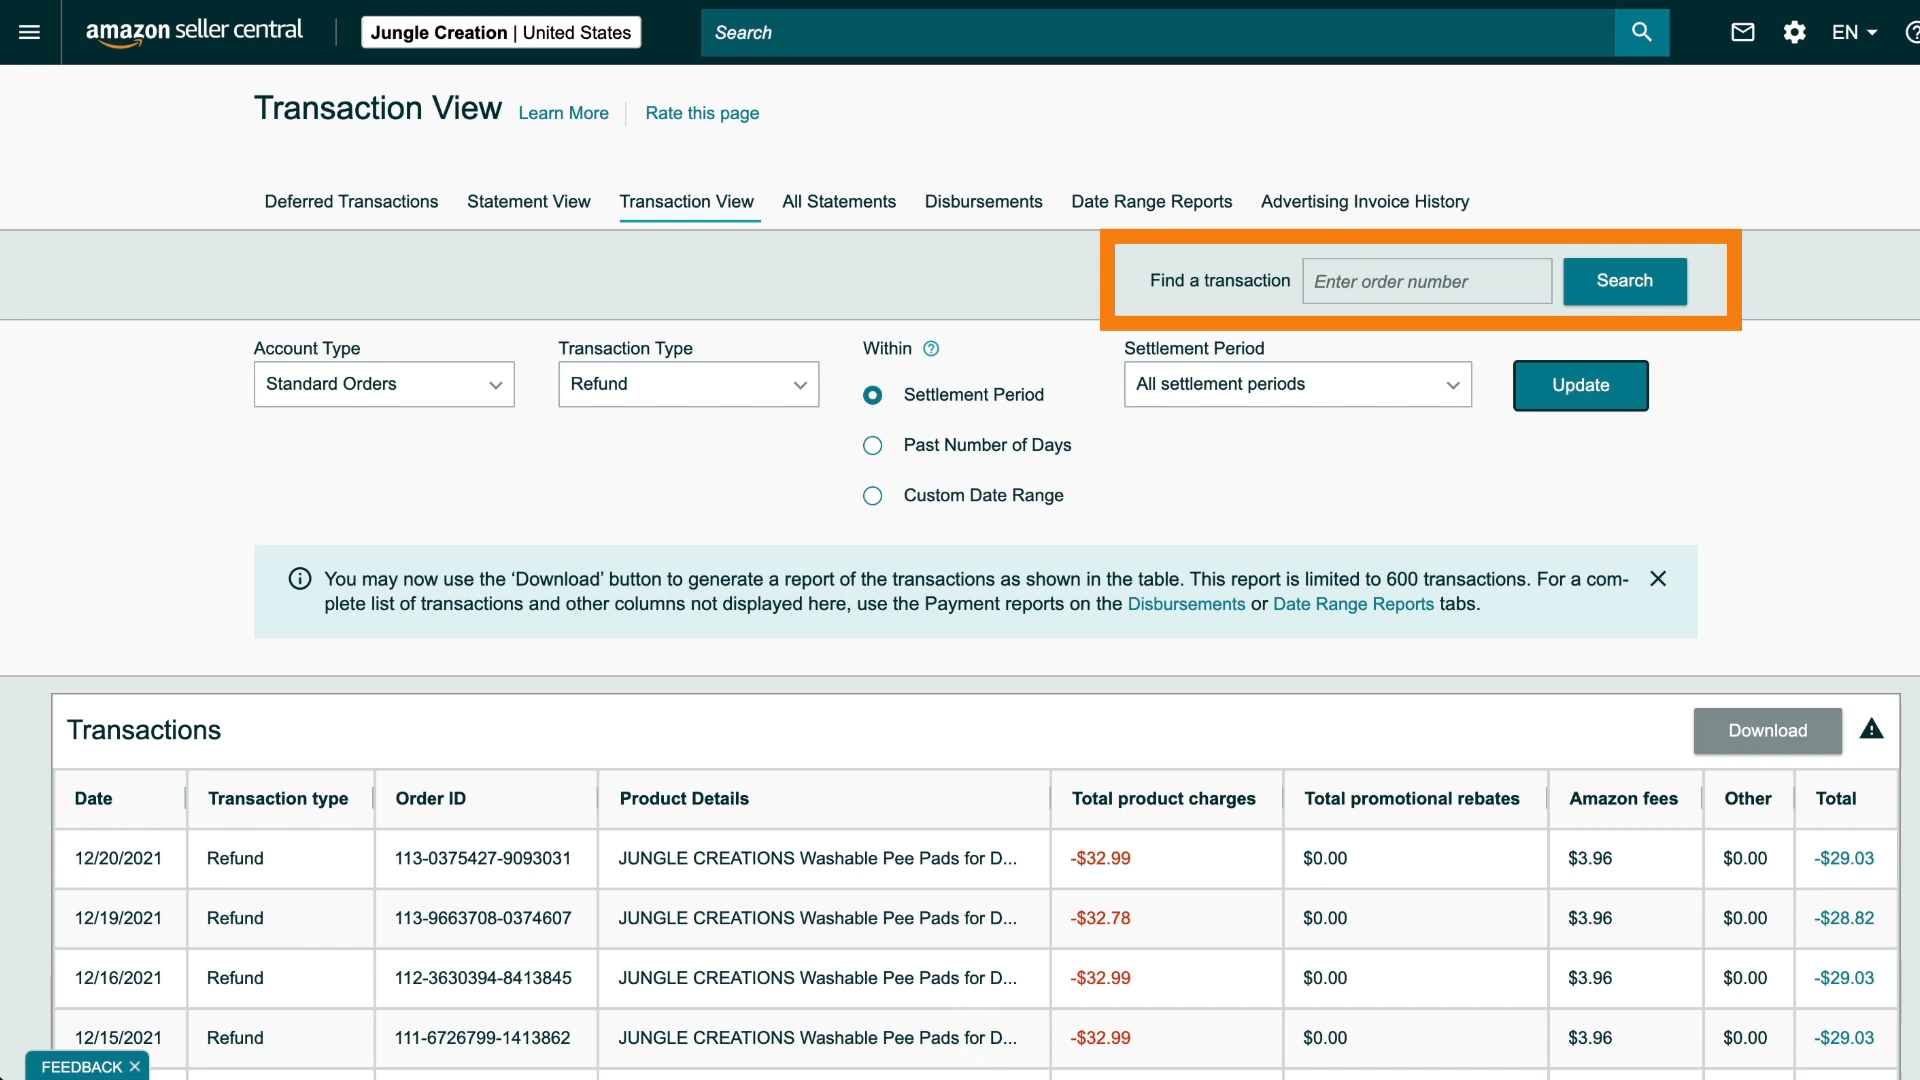 amazon seller central
Jungle Creation | United States
Search
EN
Transaction View
Learn More
Rate this page
Deferred Transactions
Statement View
Transaction View
All Statements
Disbursements
Date Range Reports
Advertising Invoice History
Find a transaction
Enter order number
Search
Account Type
Standard Orders
Transaction Type
Refund
Within
Settlement Period
Past Number of Days
Custom Date Range
Settlement Period
All settlement periods
Update
You may now use the ‘Download’ button to generate a report of the transactions as shown in the table. This report is limited to 600 transactions. For a com-
plete list of transactions and other columns not displayed here, use the Payment reports on the Disbursements or Date Range Reports tabs.
Transactions
Download
Date Transaction type Order ID Product Details Total product charges Total promotional rebates Amazon fees Other Total
12/20/2021 Refund 113-0375427-9093031 JUNGLE CREATIONS Washable Pee Pads for D... -$32.99 $0.00 $3.96 $0.00 -$29.03
12/19/2021 Refund 113-9663708-0374607 JUNGLE CREATIONS Washable Pee Pads for D... -$32.78 $0.00 $3.96 $0.00 -$28.82
12/16/2021 Refund 112-3630394-8413845 JUNGLE CREATIONS Washable Pee Pads for D... -$32.99 $0.00 $3.96 $0.00 -$29.03
12/15/2021 Refund 111-6726799-1413862 JUNGLE CREATIONS Washable Pee Pads for D... -$32.99 $0.00 $3.96 $0.00 -$29.03
FEEDBACK